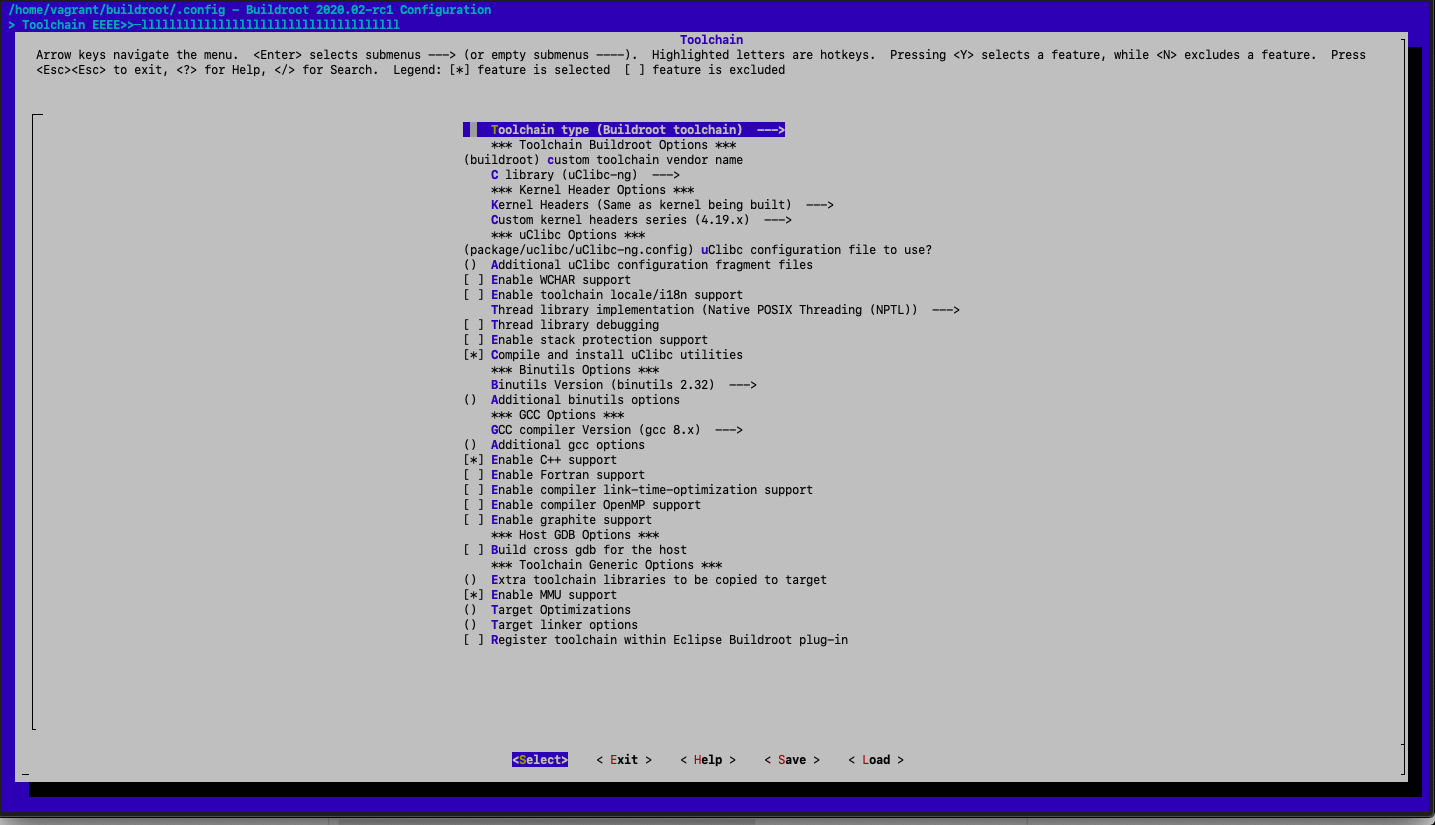 /home/vagrant/buildroot/.config - Buildroot 2020.02-rc1 Configuration
> Toolchain EEEE>>-lllllllllllllllllllllllllllllllllllll
Toolchain
Arrow keys navigate the menu.  <Enter> selects submenus ---> (or empty submenus ----).  Highlighted letters are hotkeys.  Pressing <Y> selects a feature, while <N> excludes a feature.  Press
<Esc><Esc> to exit, <?> for Help, </> for Search.  Legend: [*] feature is selected  [ ] feature is excluded
Toolchain type (Buildroot toolchain)  --->
*** Toolchain Buildroot Options ***
(buildroot) custom toolchain vendor name
C library (uClibc-ng)  --->
*** Kernel Header Options ***
Kernel Headers (Same as kernel being built)  --->
Custom kernel headers series (4.19.x)  --->
*** uClibc Options ***
(package/uclibc/uClibc-ng.config) uClibc configuration file to use?
()  Additional uClibc configuration fragment files
[ ] Enable WCHAR support
[ ] Enable toolchain locale/i18n support
Thread library implementation (Native POSIX Threading (NPTL))  --->
[ ] Thread library debugging
[ ] Enable stack protection support
[*] Compile and install uClibc utilities
*** Binutils Options ***
Binutils Version (binutils 2.32)  --->
()  Additional binutils options
*** GCC Options ***
GCC compiler Version (gcc 8.x)  --->
()  Additional gcc options
[*] Enable C++ support
[ ] Enable Fortran support
[ ] Enable compiler link-time-optimization support
[ ] Enable compiler OpenMP support
[ ] Enable graphite support
*** Host GDB Options ***
[ ] Build cross gdb for the host
*** Toolchain Generic Options ***
()  Extra toolchain libraries to be copied to target
[*] Enable MMU support
()  Target Optimizations
()  Target linker options
[ ] Register toolchain within Eclipse Buildroot plug-in
<Select>    < Exit >    < Help >    < Save >    < Load >